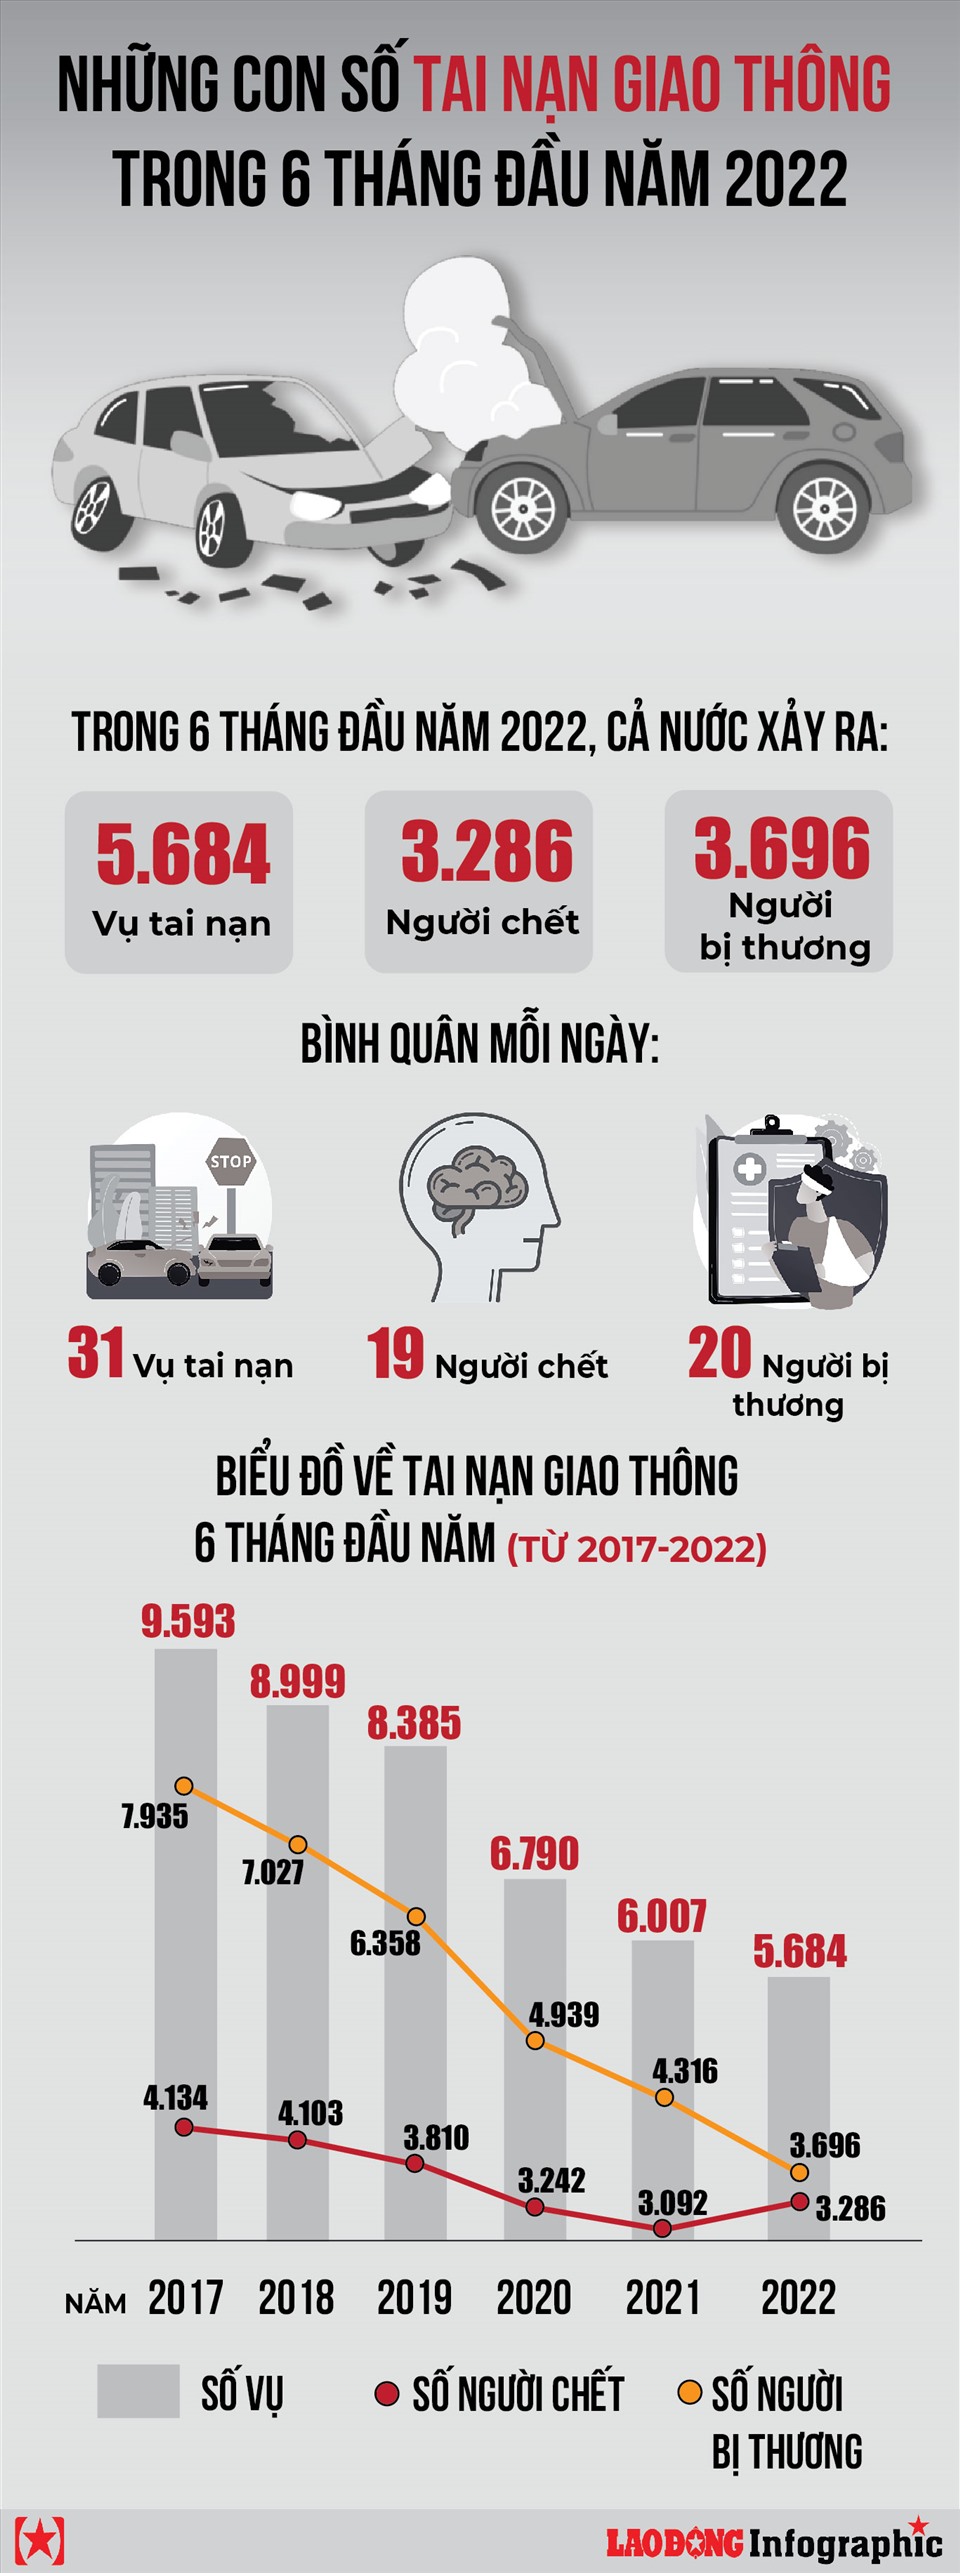 NHỮNG CON SỐ TAI NẠN GIAO THÔNG
TRONG 6 THÁNG ĐẦU NĂM 2022
TRONG 6 THÁNG ĐẦU NĂM 2022, CẢ NƯỚC XẢY RA:
5.684
Vụ tai nạn
3.286
Người chết
3.696
Người
bị thương
BÌNH QUÂN MỖI NGÀY:
STOP
31 Vụ tai nạn
19 Người chết
20 Người bị
thương
BIỂU ĐỒ VỀ TAI NẠN GIAO THÔNG
6 THÁNG ĐẦU NĂM (TỪ 2017-2022)
9.593
8.999
8.385
6.790
6.007
5.684
7.935
7.027
6.358
4.939
4.316
3.696
4.134
4.103
3.810
3.242
3.092
3.286
NĂM 2017 2018 2019 2020 2021 2022
SỐ VỤ
SỐ NGƯỜI CHẾT
SỐ NGƯỜI
BỊ THƯƠNG
LAO ĐỘNG Infographic